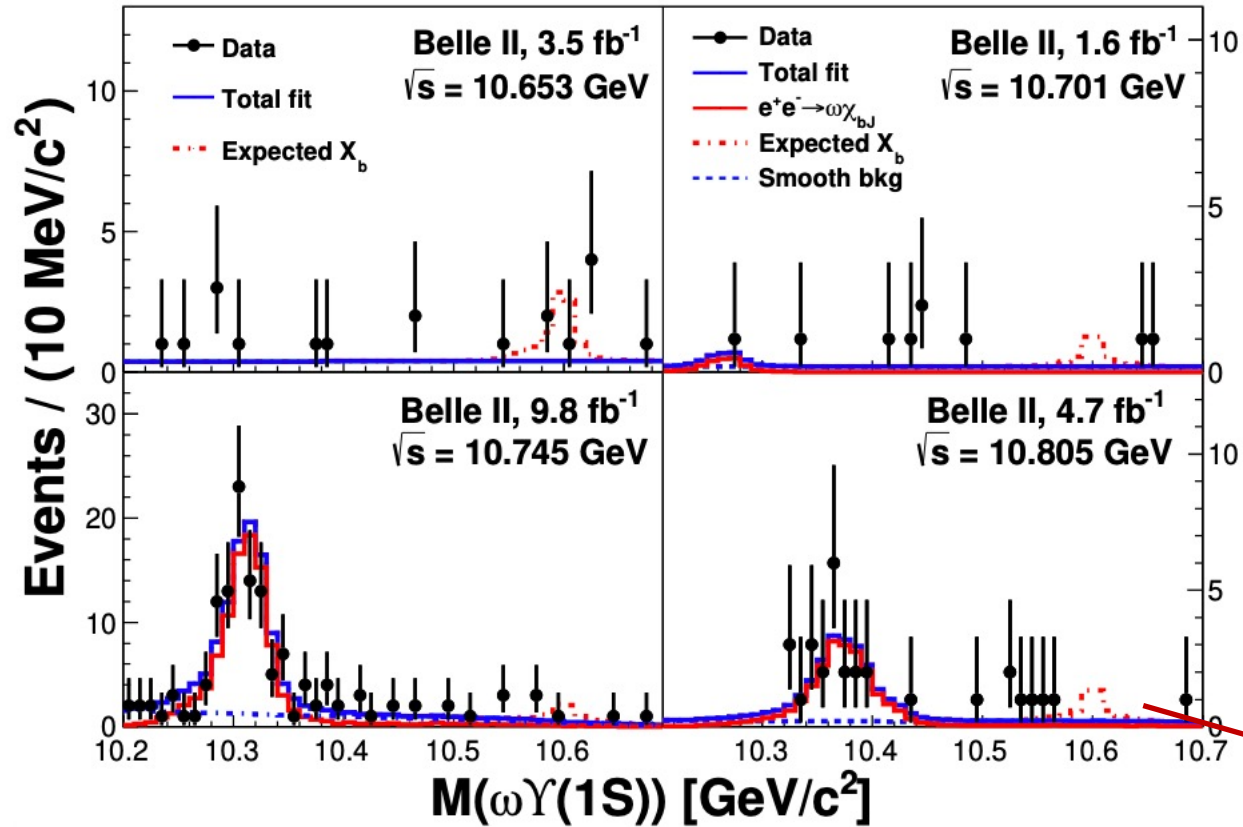 Events / (10 MeV/c²)
Data
Total fit
Expected X_b
Belle II, 3.5 fb⁻¹
√s = 10.653 GeV
10
5
0
Data
Total fit
e⁺e⁻→ωχ_bJ
Expected X_b
Smooth bkg
Belle II, 1.6 fb⁻¹
√s = 10.701 GeV
10
5
0
Belle II, 9.8 fb⁻¹
√s = 10.745 GeV
30
20
10
0
Belle II, 4.7 fb⁻¹
√s = 10.805 GeV
10
5
0
10.2 10.3 10.4 10.5 10.6 10.3 10.4 10.5 10.6 10.7
M(ωϒ(1S)) [GeV/c²]